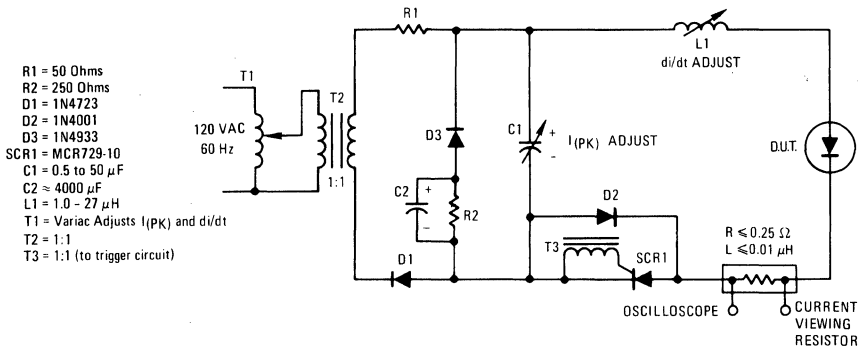 R1 = 50 Ohms
R2 = 250 Ohms
D1 = 1N4723
D2 = 1N4001
D3 = 1N4933
SCR1 = MCR729-10
C1 = 0.5 to 50 μF
C2 ≈ 4000 μF
L1 = 1.0 - 27 μH
T1 = Variac Adjusts I(PK) and di/dt
T2 = 1:1
T3 = 1:1 (to trigger circuit)
T1
120 VAC
60 Hz
T2
1:1
R1
D3
C2
+
−
R2
D1
C1
+
−
I(PK) ADJUST
D2
T3
SCR1
L1
di/dt ADJUST
D.U.T.
R ≤ 0.25 Ω
L ≤ 0.01 μH
OSCILLOSCOPE
CURRENT
VIEWING
RESISTOR